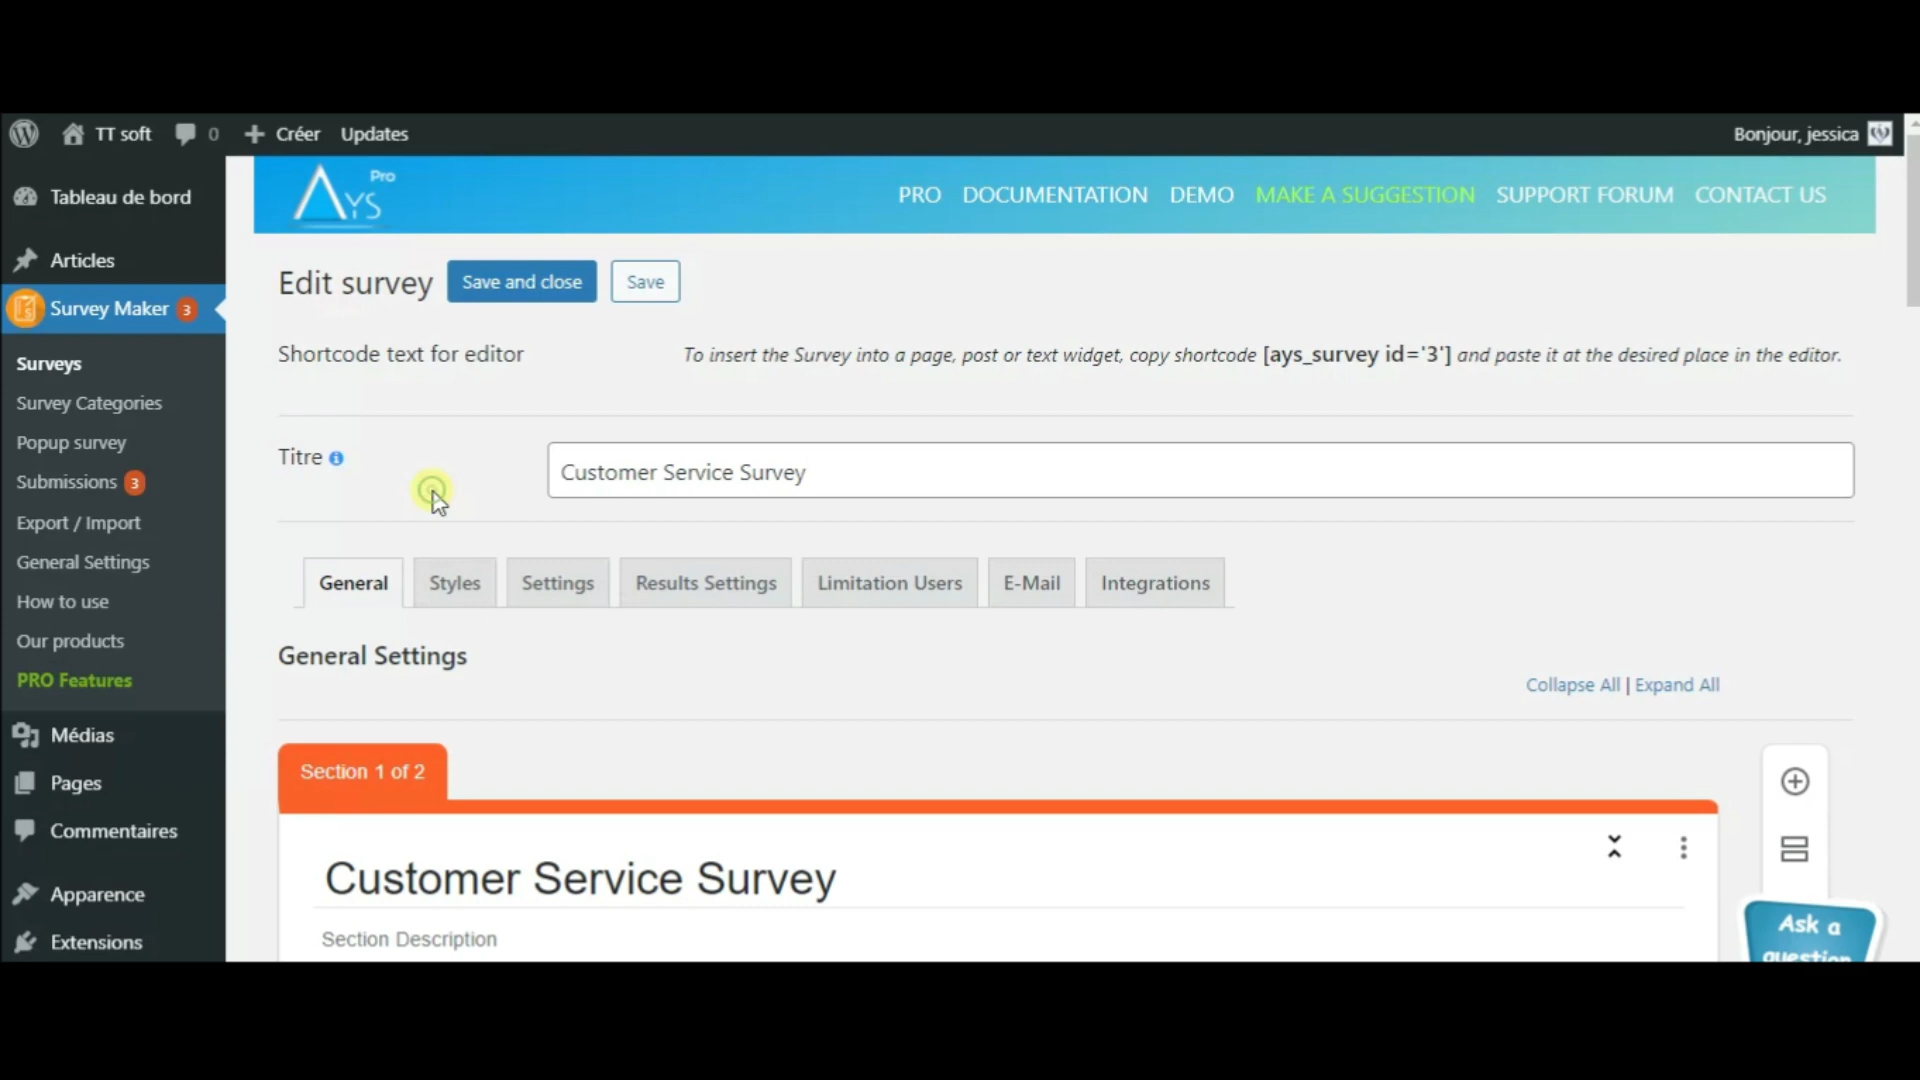 TT soft 0 Créer Updates Bonjour, jessica
Tableau de bord
Articles
Survey Maker 3
Surveys
Survey Categories
Popup survey
Submissions 3
Export / Import
General Settings
How to use
Our products
PRO Features
Médias
Pages
Commentaires
Apparence
Extensions
AYS Pro
PRO DOCUMENTATION DEMO MAKE A SUGGESTION SUPPORT FORUM CONTACT US
Edit survey Save and close Save
Shortcode text for editor To insert the Survey into a page, post or text widget, copy shortcode [ays_survey id='3'] and paste it at the desired place in the editor.
Titre Customer Service Survey
General Styles Settings Results Settings Limitation Users E-Mail Integrations
General Settings
Collapse All | Expand All
Section 1 of 2
Customer Service Survey
Section Description
Ask a
question